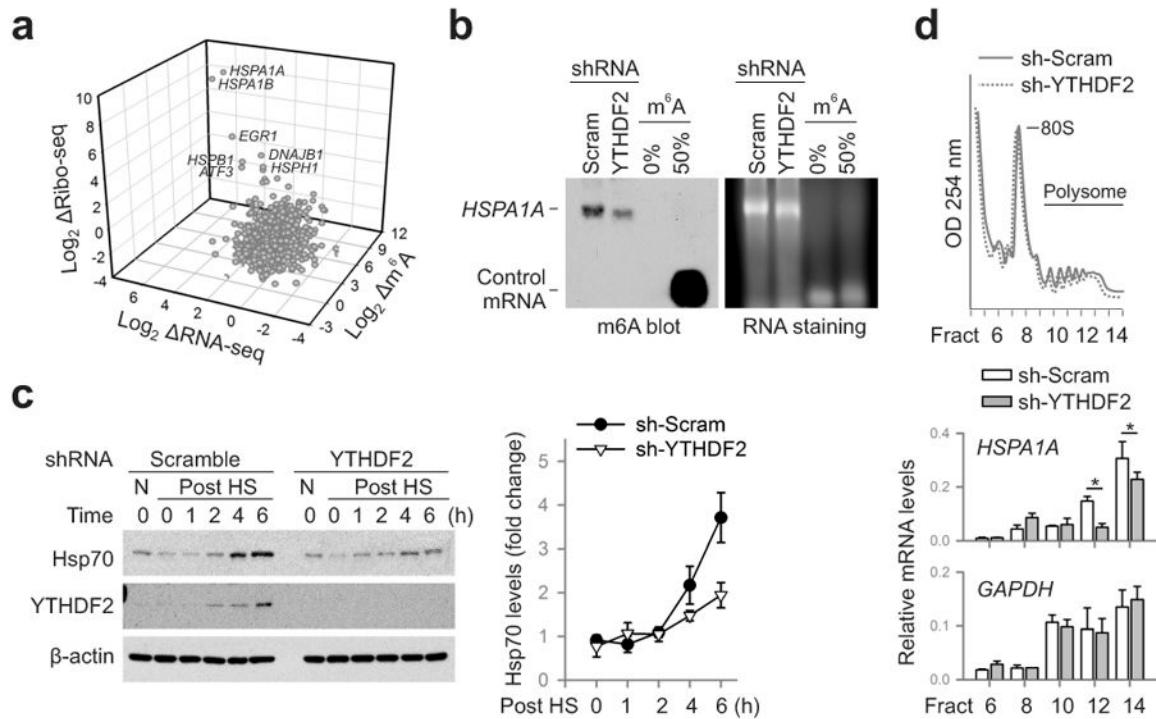 a
HSPA1A
HSPA1B
EGR1
DNAJB1
HSPB1
HSPH1
ATF3
Log2 ΔRibo-seq
10
8
6
4
2
0
-2
-4
Log2 ΔRNA-seq
6
4
2
0
-2
-4
Log2 Δm6A
12
9
6
3
0
-3
b
shRNA
Scram
YTHDF2
m6A
0%
50%
shRNA
Scram
YTHDF2
m6A
0%
50%
HSPA1A
Control
mRNA
m6A blot
RNA staining
c
shRNA
Scramble
YTHDF2
N
Post HS
N
Post HS
Time
0 1 2 4 6
0 1 2 4 6 (h)
Hsp70
YTHDF2
β-actin
sh-Scram
sh-YTHDF2
Hsp70 levels (fold change)
5
4
3
2
1
0
Post HS 0 1 2 4 6 (h)
d
sh-Scram
sh-YTHDF2
80S
Polysome
OD 254 nm
Fract 6 8 10 12 14
sh-Scram
sh-YTHDF2
Relative mRNA levels
HSPA1A
0.4
0.2
0.0
*
*
GAPDH
0.2
0.1
0.0
Fract 6 8 10 12 14